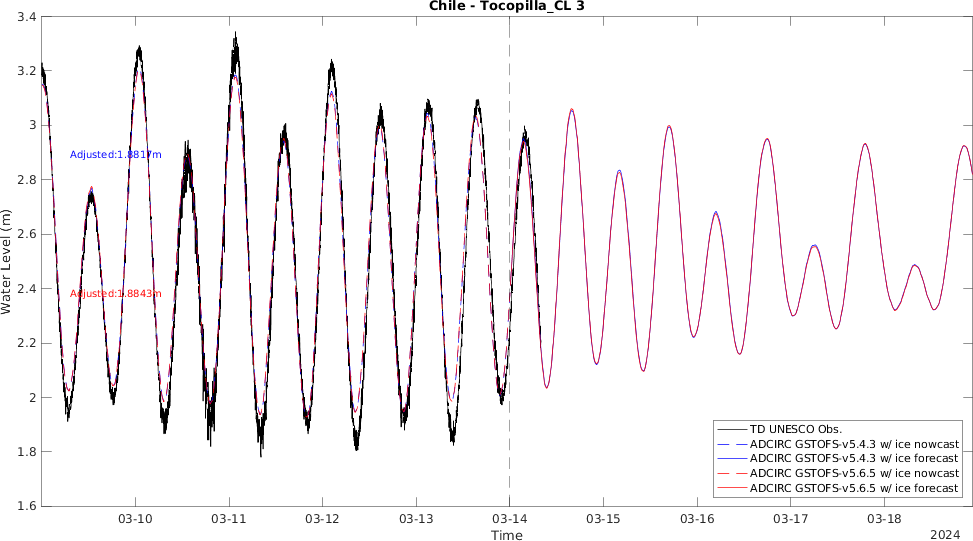 Chile - Tocopilla_CL 3
3.4
3.2
3
2.8
2.6
2.4
2.2
2
1.8
1.6
Water Level (m)
Adjusted:1.8817m
Adjusted:1.8843m
TD UNESCO Obs.
ADCIRC GSTOFS-v5.4.3 w/ ice nowcast
ADCIRC GSTOFS-v5.4.3 w/ ice forecast
ADCIRC GSTOFS-v5.6.5 w/ ice nowcast
ADCIRC GSTOFS-v5.6.5 w/ ice forecast
03-10 03-11 03-12 03-13 03-14 03-15 03-16 03-17 03-18
Time
2024